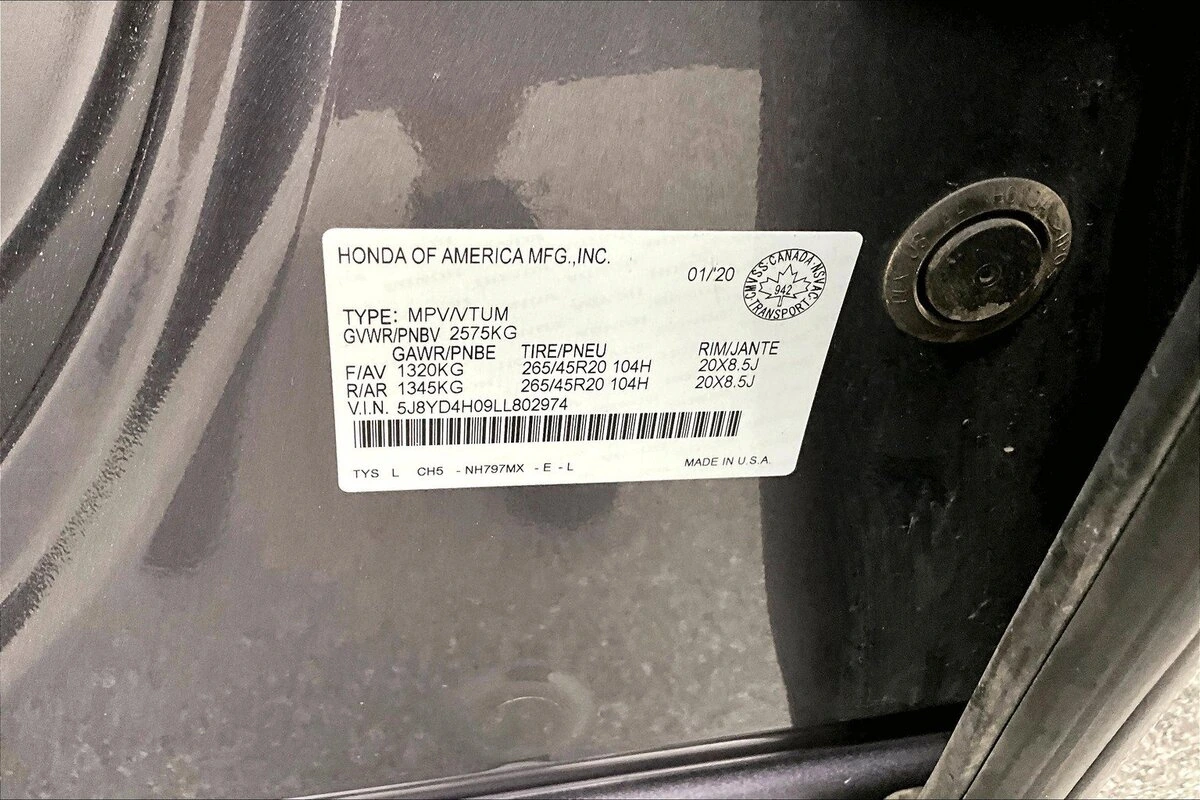 HONDA OF AMERICA MFG.,INC.
01/'20
CMVSS·CANADA·NSVAC·TRANSPORT·
942
TYPE: MPV/VTUM
GVWR/PNBV 2575KG
GAWR/PNBE TIRE/PNEU RIM/JANTE
F/AV 1320KG 265/45R20 104H 20X8.5J
R/AR 1345KG 265/45R20 104H 20X8.5J
V.I.N. 5J8YD4H09LL802974
TYS L CH5 - NH797MX - E - L
MADE IN U.S.A.